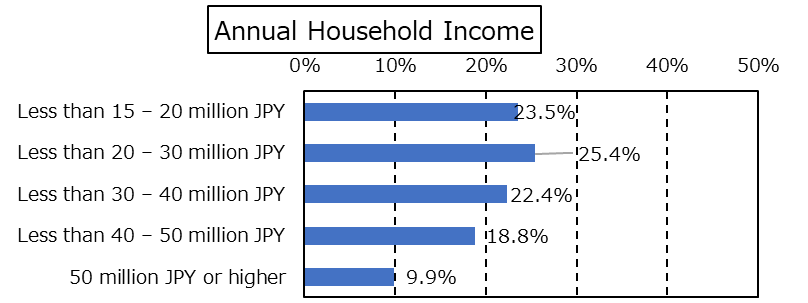 Annual Household Income
0% 10% 20% 30% 40% 50%
Less than 15 – 20 million JPY 23.5%
Less than 20 – 30 million JPY 25.4%
Less than 30 – 40 million JPY 22.4%
Less than 40 – 50 million JPY 18.8%
50 million JPY or higher 9.9%